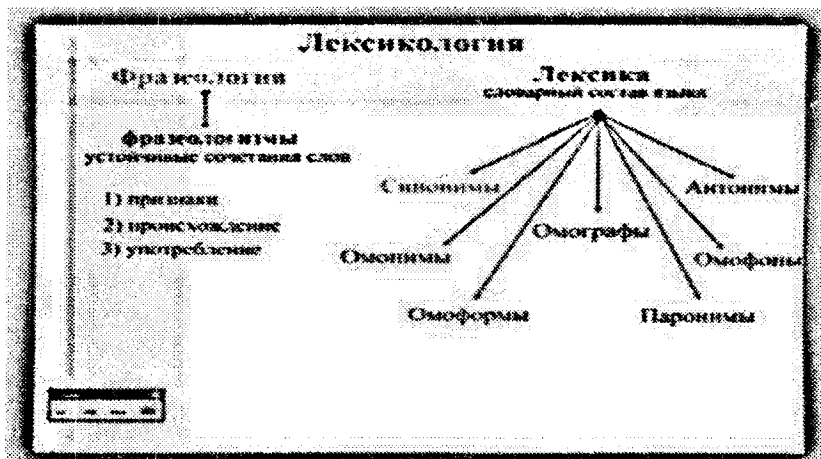 Лексикология
Фразеология
фразеологизмы
устойчивые сочетания слов
1) признаки
2) происхождение
3) употребление
Лексика
словарный состав языка
Синонимы
Антонимы
Омографы
Омонимы
Омофоны
Омоформы
Паронимы